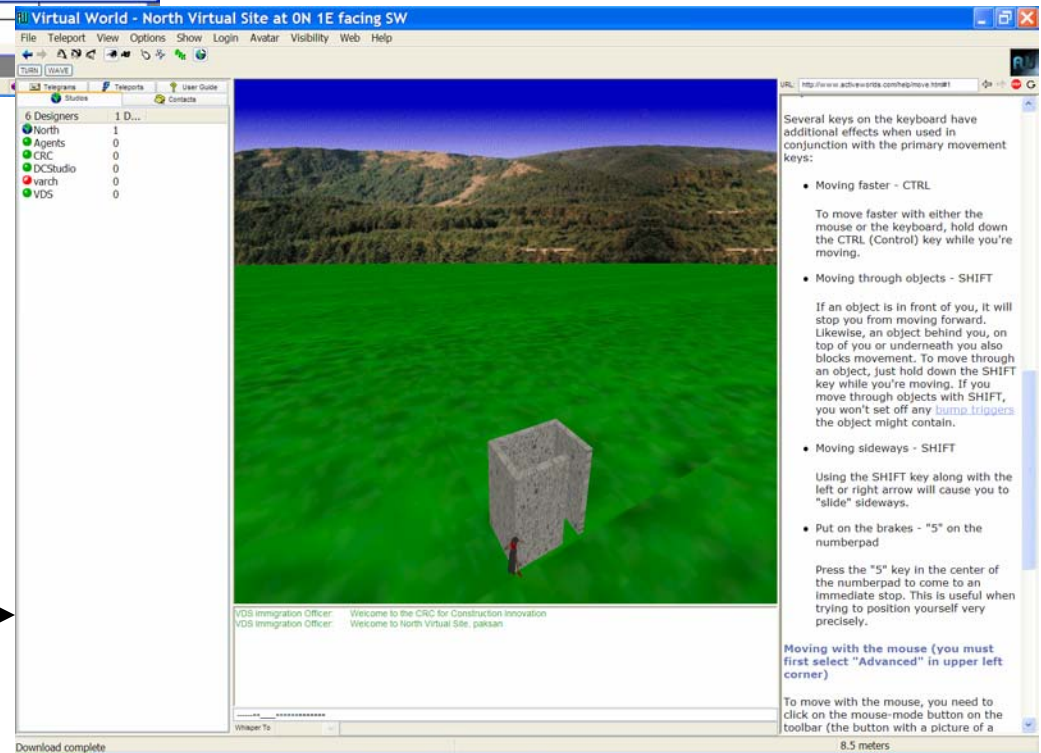 Virtual World - North Virtual Site at 0N 1E facing SW
File Teleport View Options Show Login Avatar Visibility Web Help
TURN WAVE
Telegrams Teleports User Guide
Studios Contacts
6 Designers 1 D...
North 1
Agents 0
CRC 0
DCStudio 0
varch 0
VDS 0
VDS Immigration Officer: Welcome to the CRC for Construction Innovation
VDS Immigration Officer: Welcome to North Virtual Site, paksan
Whisper To
Download complete
URL: http://www.activeworlds.com/help/move.html#1
Several keys on the keyboard have
additional effects when used in
conjunction with the primary movement
keys:
• Moving faster - CTRL
To move faster with either the
mouse or the keyboard, hold down
the CTRL (Control) key while you're
moving.
• Moving through objects - SHIFT
If an object is in front of you, it will
stop you from moving forward.
Likewise, an object behind you, on
top of you or underneath you also
blocks movement. To move through
an object, just hold down the SHIFT
key while you're moving. If you
move through objects with SHIFT,
you won't set off any bump triggers
the object might contain.
• Moving sideways - SHIFT
Using the SHIFT key along with the
left or right arrow will cause you to
"slide" sideways.
• Put on the brakes - "5" on the
numberpad
Press the "5" key in the center of
the numberpad to come to an
immediate stop. This is useful when
trying to position yourself very
precisely.
Moving with the mouse (you must
first select "Advanced" in upper left
corner)
To move with the mouse, you need to
click on the mouse-mode button on the
toolbar (the button with a picture of a
8.5 meters